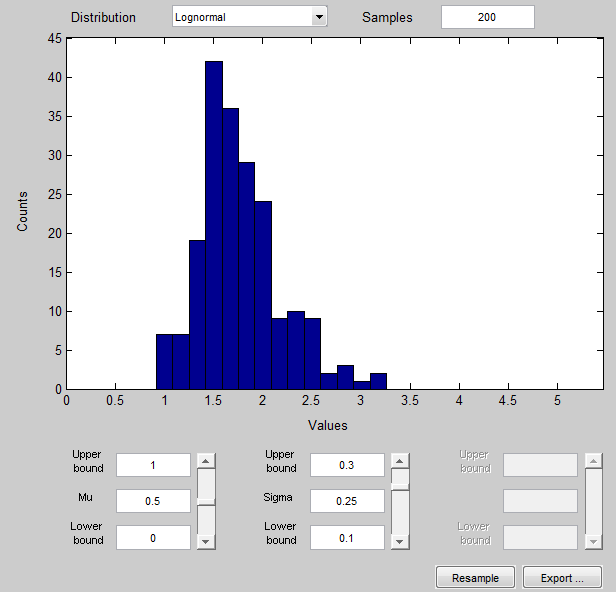 Distribution Lognormal Samples 200
45
40
35
30
25
20
15
10
5
0
Counts
0 0.5 1 1.5 2 2.5 3 3.5 4 4.5 5
Values
Upper bound 1 Upper bound 0.3 Upper bound
Mu 0.5 Sigma 0.25
Lower bound 0 Lower bound 0.1 Lower bound
Resample Export ...